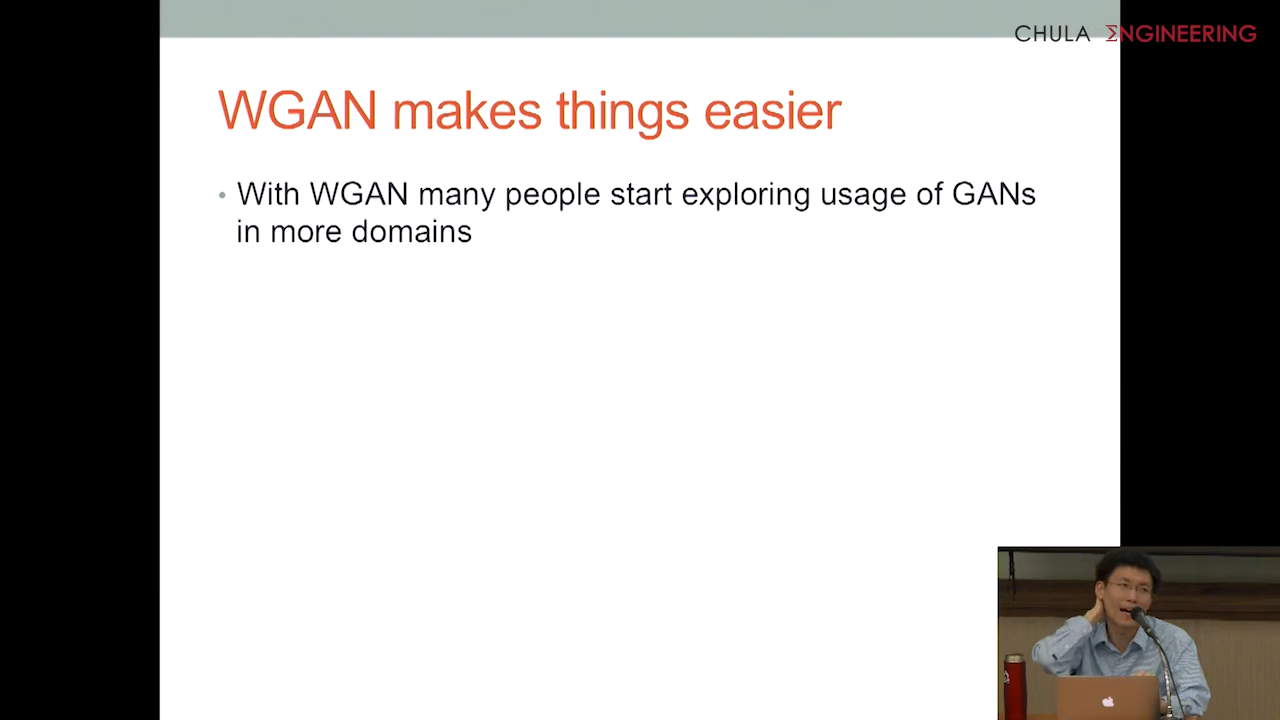 CHULA ΣNGINEERING
WGAN makes things easier
• With WGAN many people start exploring usage of GANs
in more domains